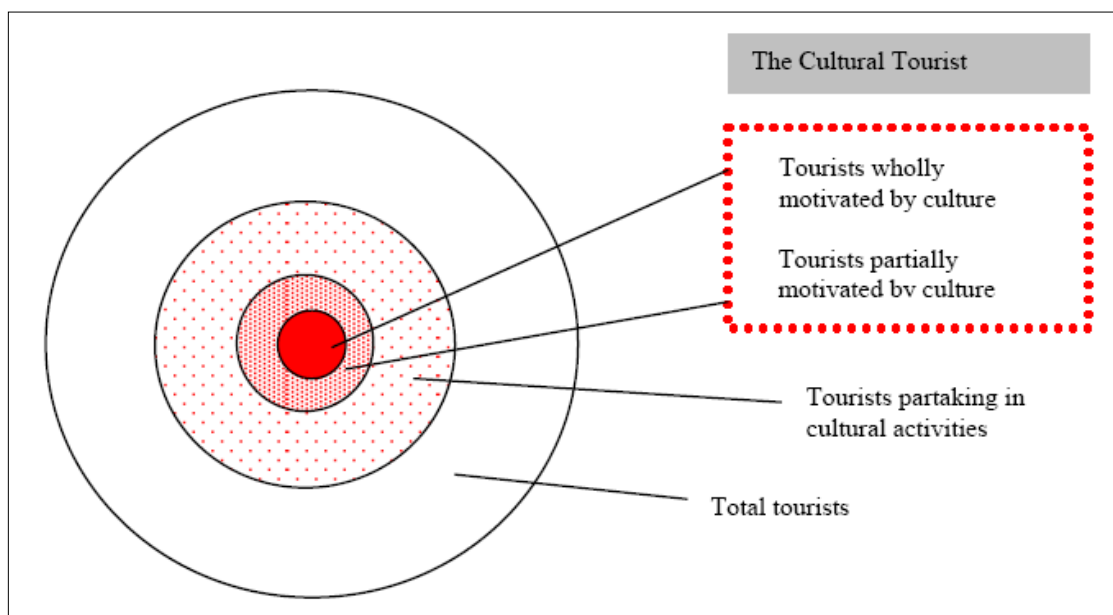 The Cultural Tourist
Tourists wholly
motivated by culture
Tourists partially
motivated by culture
Tourists partaking in
cultural activities
Total tourists